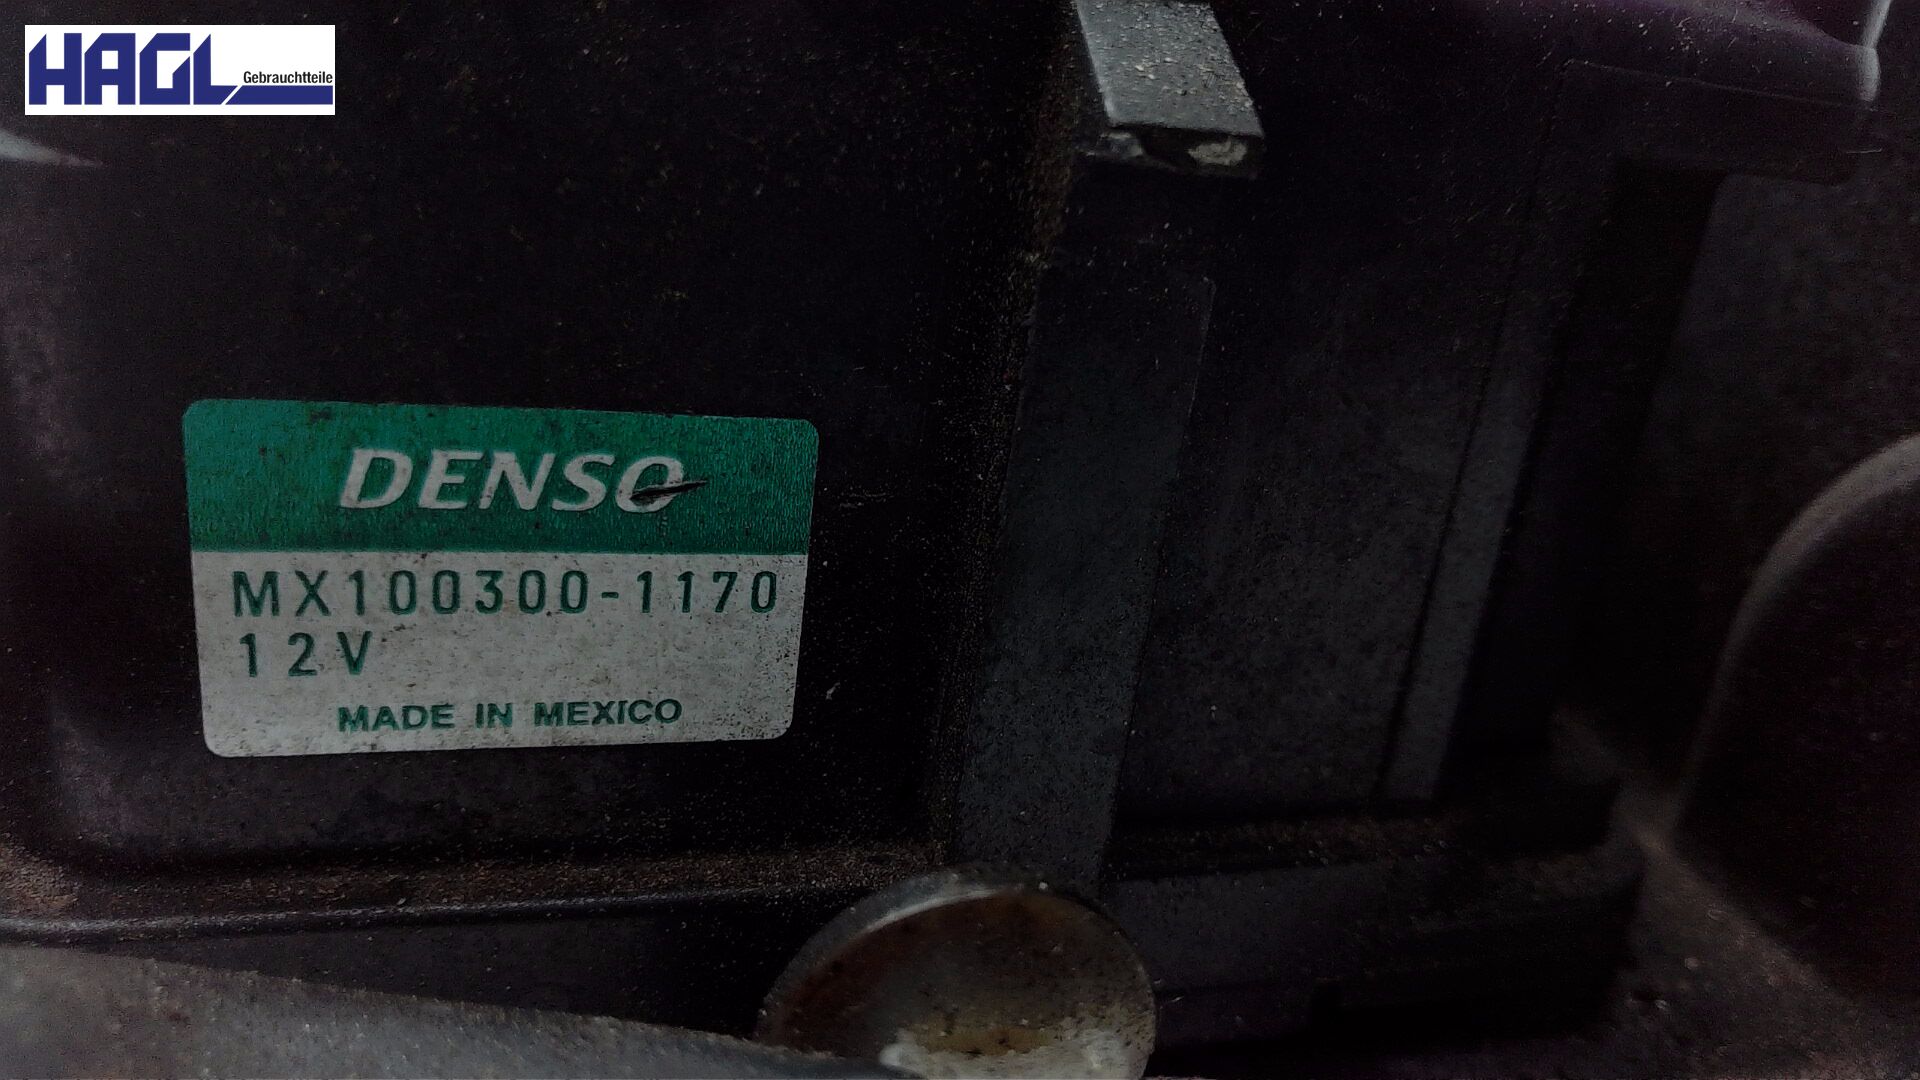 HAGL
Gebrauchtteile
DENSO
MX100300-1170
12V
MADE IN MEXICO